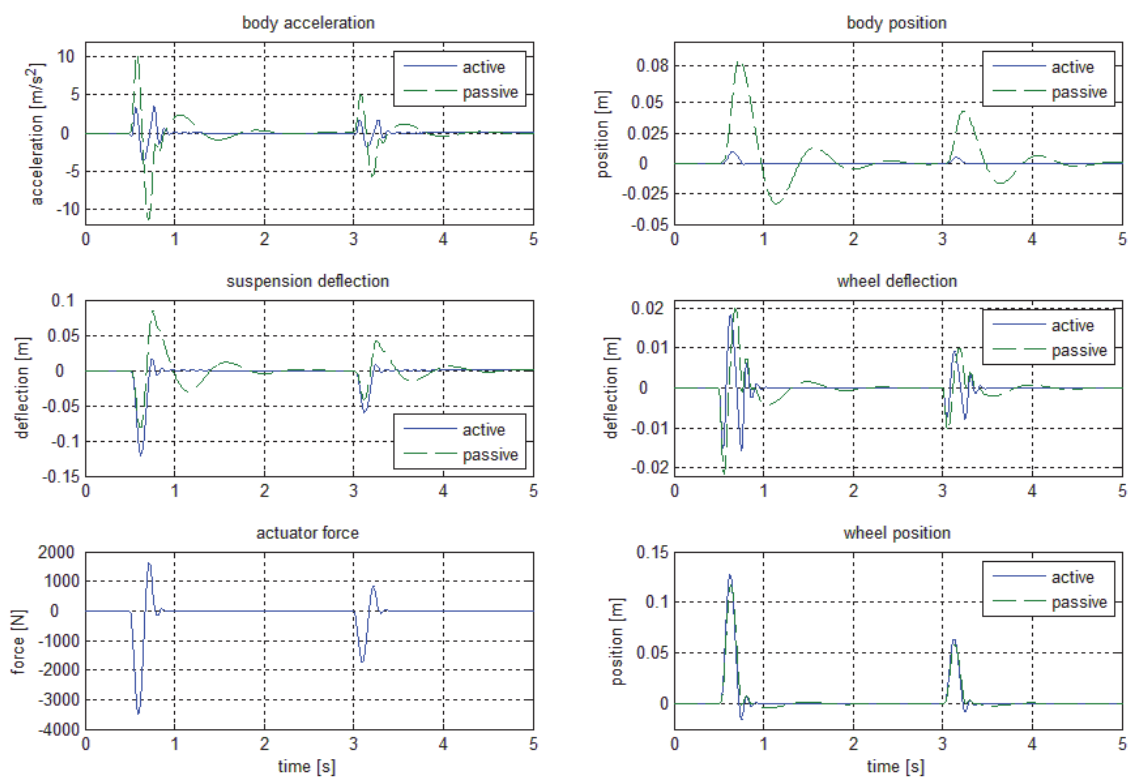 body acceleration
acceleration [m/s²]
10
5
0
-5
-10
active
passive
0 1 2 3 4 5
body position
position [m]
0.08
0.05
0.025
0
-0.025
-0.05
active
passive
0 1 2 3 4 5
suspension deflection
deflection [m]
0.1
0.05
0
-0.05
-0.1
-0.15
active
passive
0 1 2 3 4 5
wheel deflection
deflection [m]
0.02
0.01
0
-0.01
-0.02
active
passive
0 1 2 3 4 5
actuator force
force [N]
2000
1000
0
-1000
-2000
-3000
-4000
0 1 2 3 4 5
time [s]
wheel position
position [m]
0.15
0.1
0.05
0
active
passive
0 1 2 3 4 5
time [s]